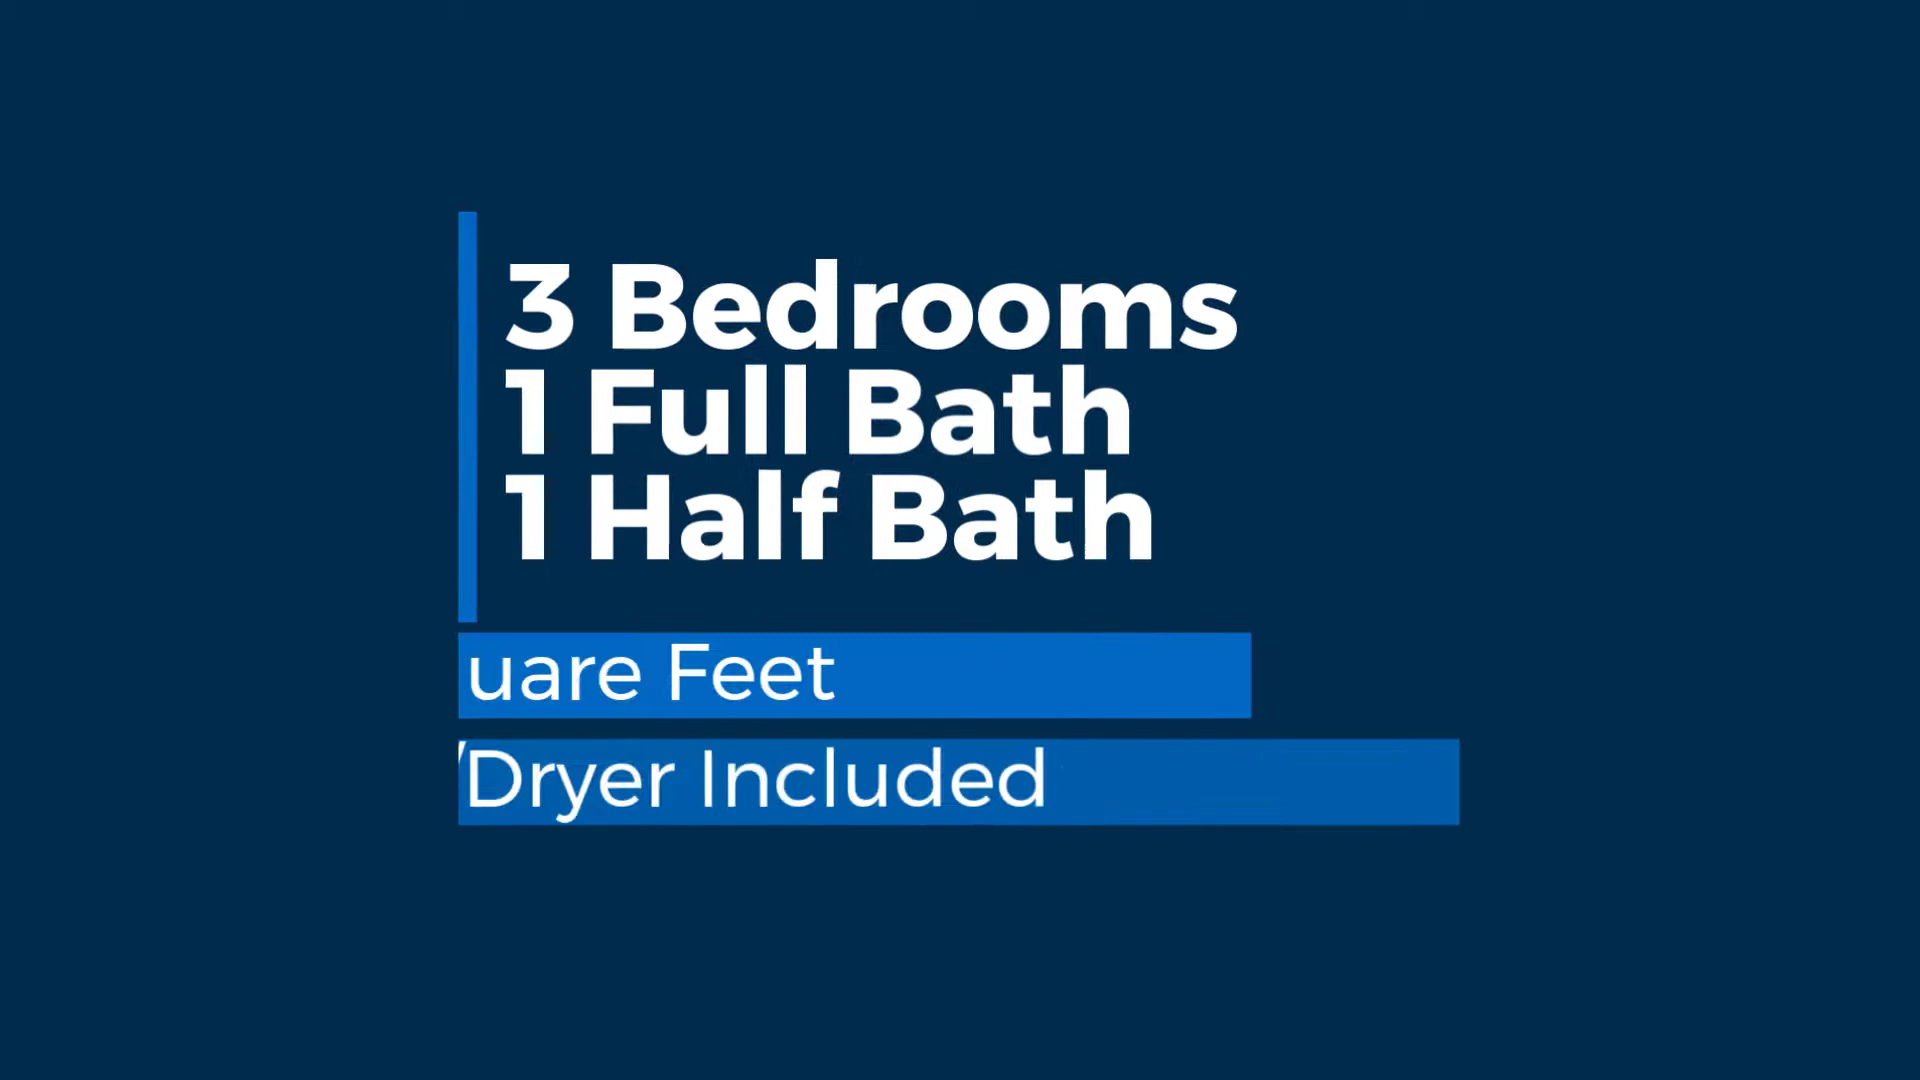 3 Bedrooms
1 Full Bath
1 Half Bath
uare Feet
/Dryer Included